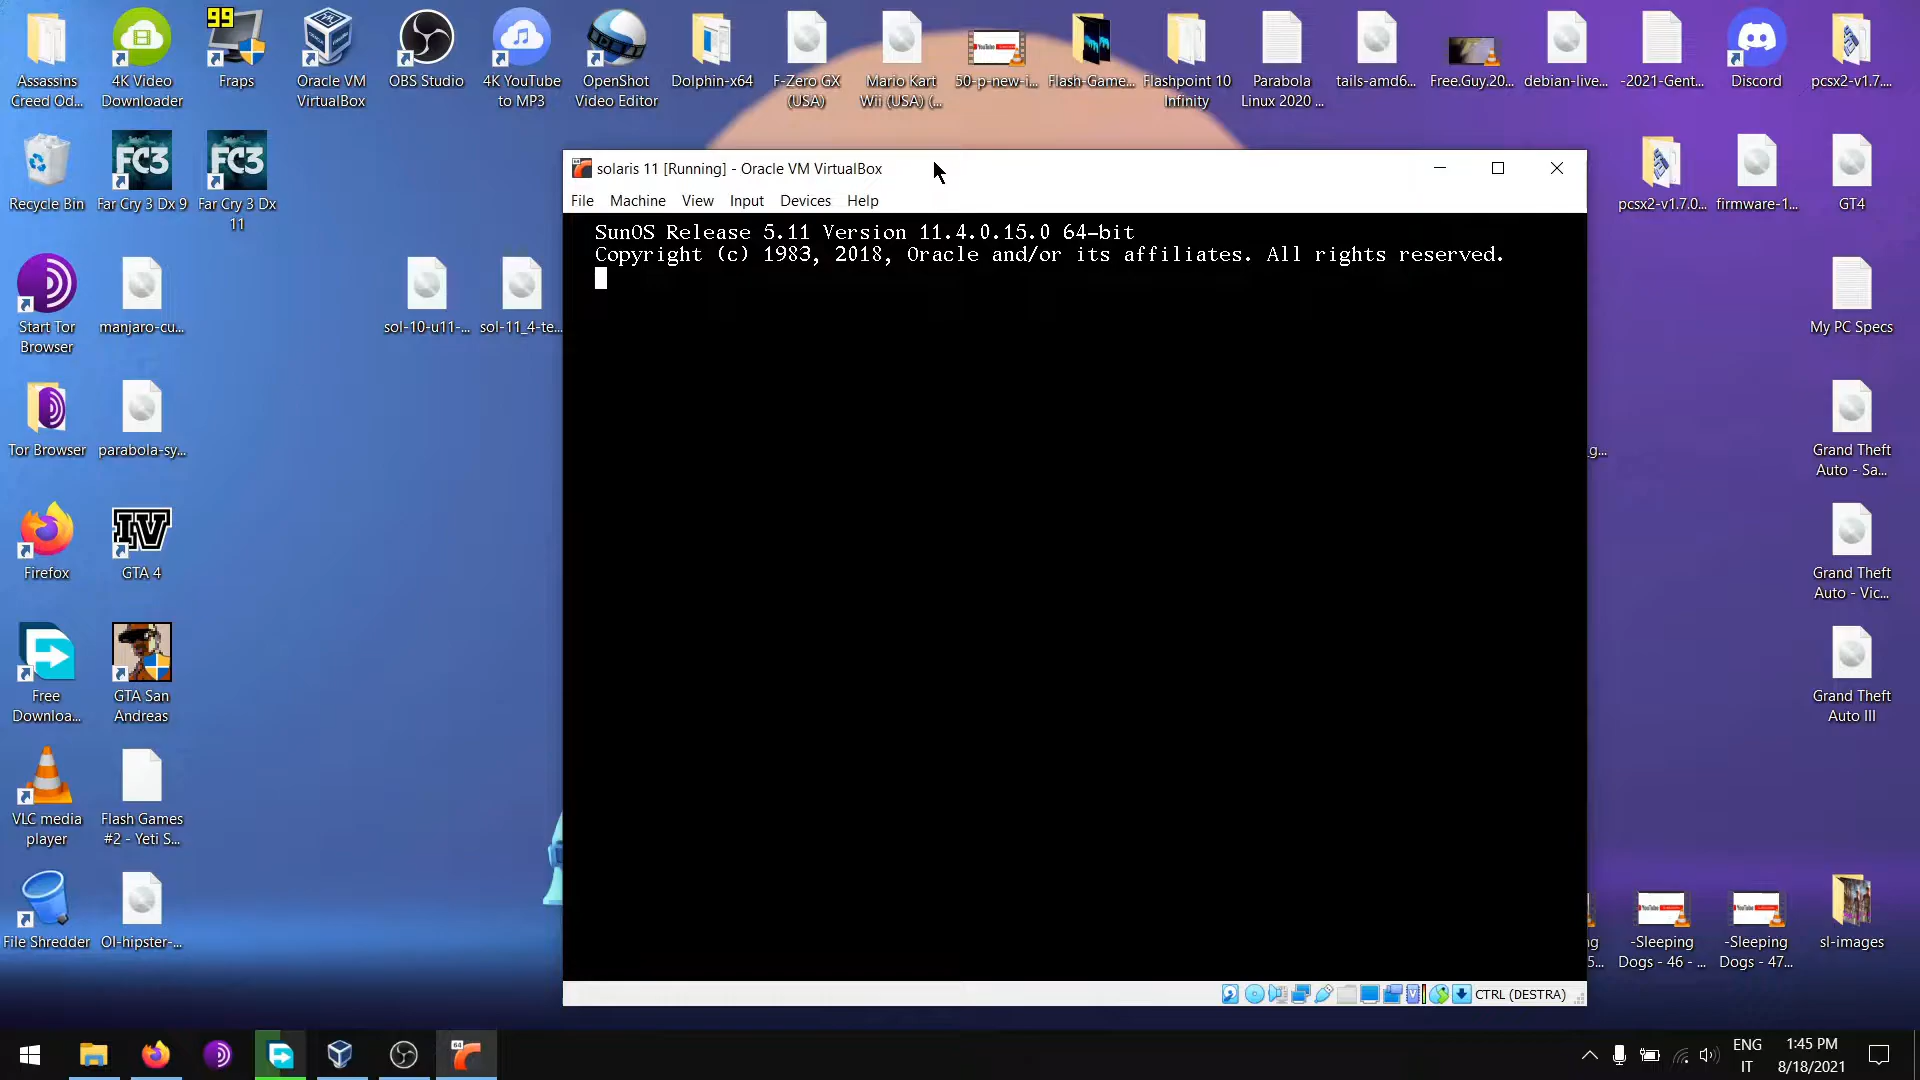 Assassins
Creed Od...
4K Video
Downloader
99
Fraps
Oracle VM
VirtualBox
OBS Studio
4K YouTube
to MP3
OpenShot
Video Editor
Dolphin-x64
F-Zero GX
(USA)
Mario Kart
Wii (USA) (...
50-p-new-i...
Flash-Game...
Flashpoint 10
Infinity
Parabola
Linux 2020 ...
tails-amd6...
Free.Guy.20...
debian-live...
-2021-Gent...
Discord
pcsx2-v1.7....
Recycle Bin
FC3
Far Cry 3 Dx 9
FC3
Far Cry 3 Dx
11
pcsx2-v1.7.0...
firmware-1...
GT4
solaris 11 [Running] - Oracle VM VirtualBox
File Machine View Input Devices Help
SunOS Release 5.11 Version 11.4.0.15.0 64-bit
Copyright (c) 1983, 2018, Oracle and/or its affiliates. All rights reserved.
Start Tor
Browser
manjaro-cu...
sol-10-u11-...
sol-11_4-te...
My PC Specs
Tor Browser
parabola-sy...
g...
Grand Theft
Auto - Sa...
Firefox
IV
GTA 4
Grand Theft
Auto - Vic...
Free
Downloa...
GTA San
Andreas
Grand Theft
Auto III
VLC media
player
Flash Games
#2 - Yeti S...
File Shredder
OI-hipster-...
ng
5...
-Sleeping
Dogs - 46 - ...
-Sleeping
Dogs - 47...
sl-images
CTRL (DESTRA)
64
ENG
IT
1:45 PM
8/18/2021